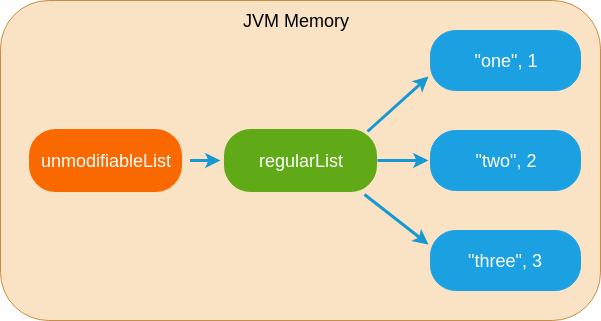 JVM Memory
"one", 1
unmodifiableList
regularList
"two", 2
"three", 3